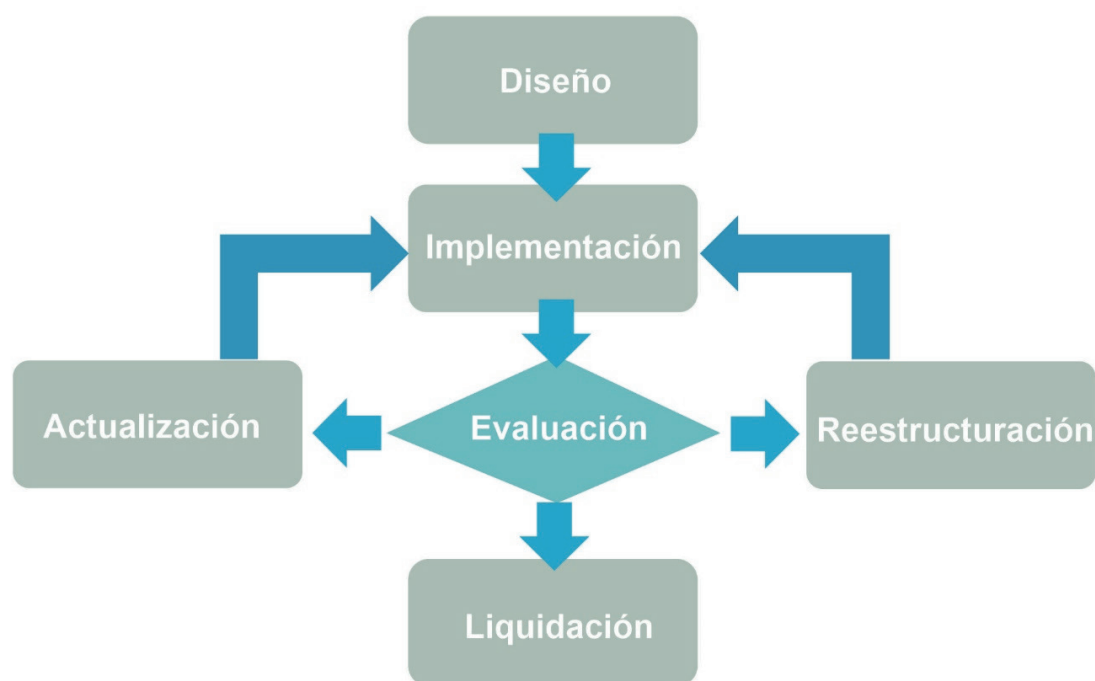 Diseño
Implementación
Actualización
Evaluación
Reestructuración
Liquidación